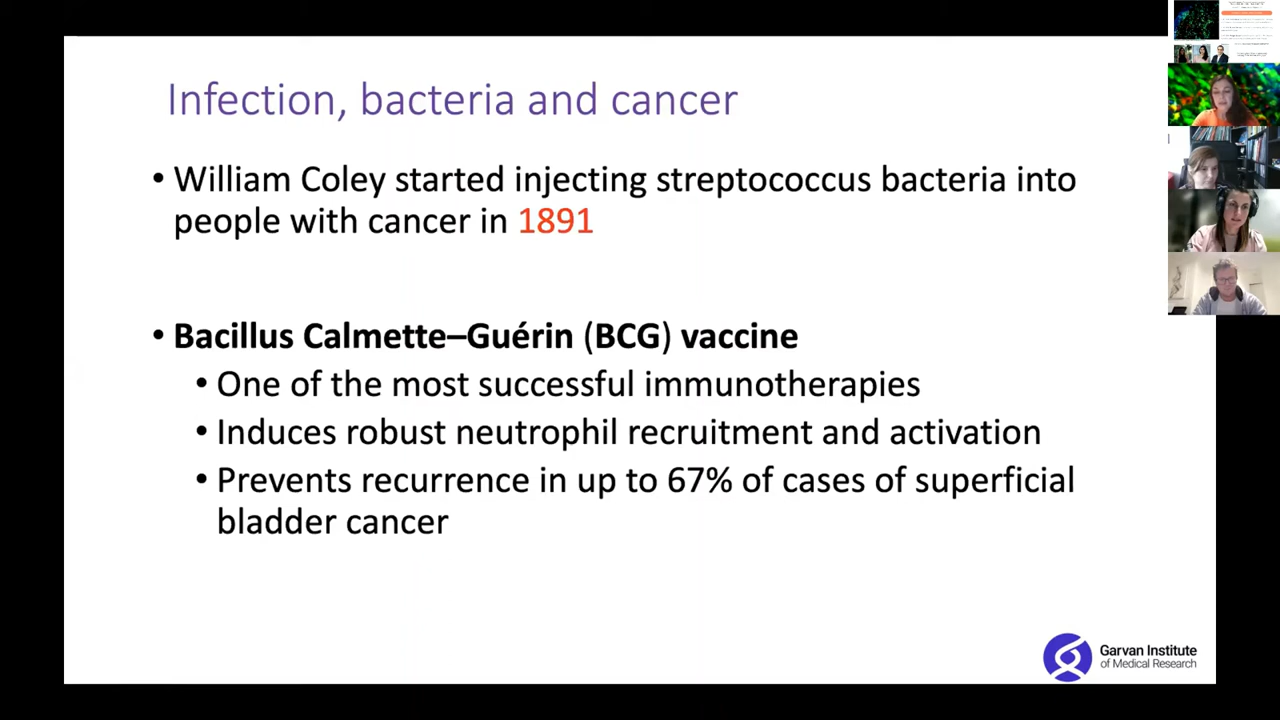 Infection, bacteria and cancer
• William Coley started injecting streptococcus bacteria into
people with cancer in 1891
• Bacillus Calmette–Guérin (BCG) vaccine
• One of the most successful immunotherapies
• Induces robust neutrophil recruitment and activation
• Prevents recurrence in up to 67% of cases of superficial
bladder cancer
Garvan Institute
of Medical Research